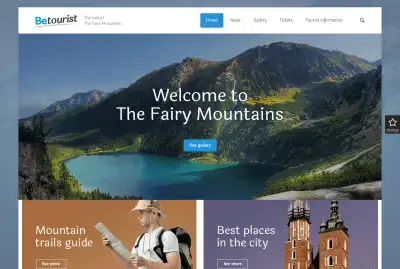 Betourist
The land of
The Fairy Mountains
Home
News
Gallery
Tickets
Tourist information
Welcome to
The Fairy Mountains
See gallery
Demos
Mountain
trails guide
See more
Best places
in the city
See more